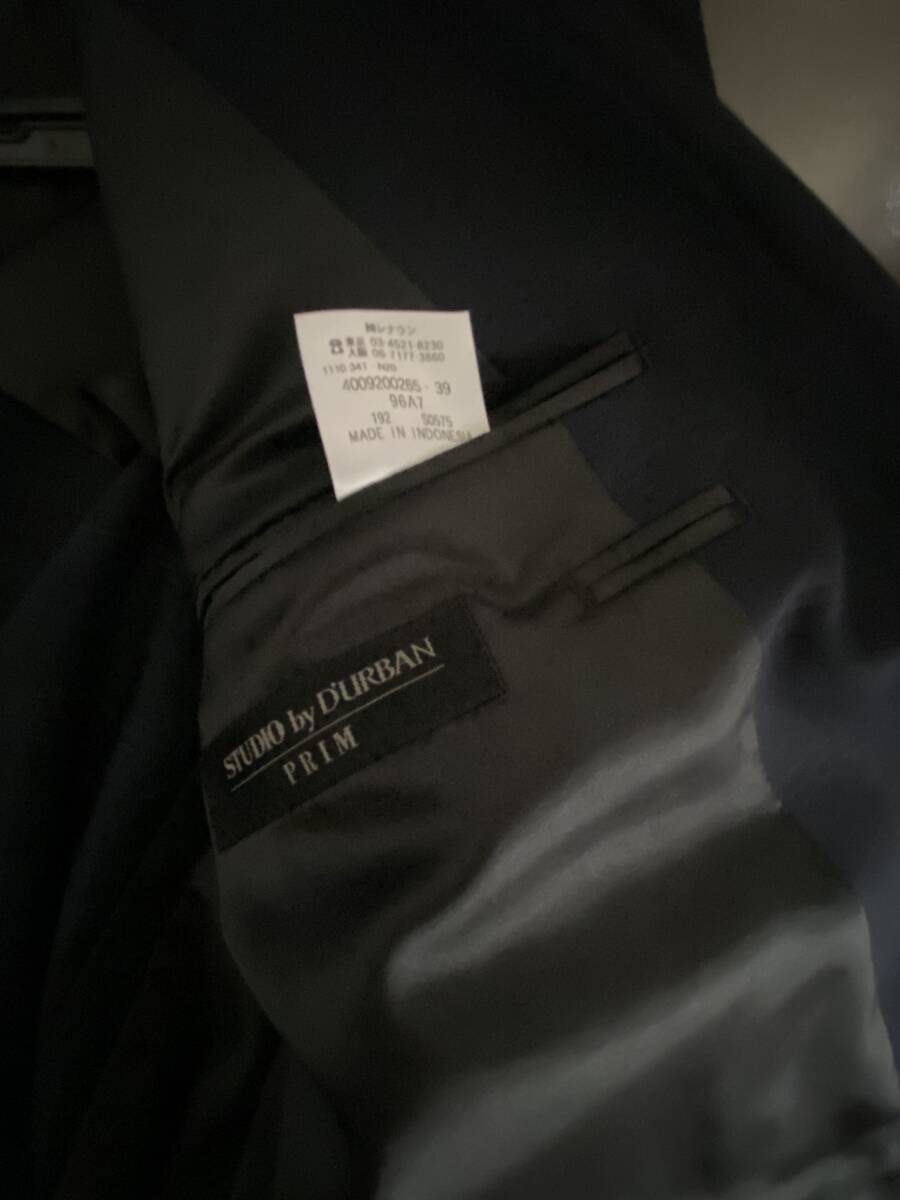 ㈱レナウン
☎東京 03-4521-8230
大阪 06-7177-3860
1110 341 N20
4009200265-39
96A7
192 S0575
MADE IN INDONESIA
STUDIO by D'URBAN
PRIM